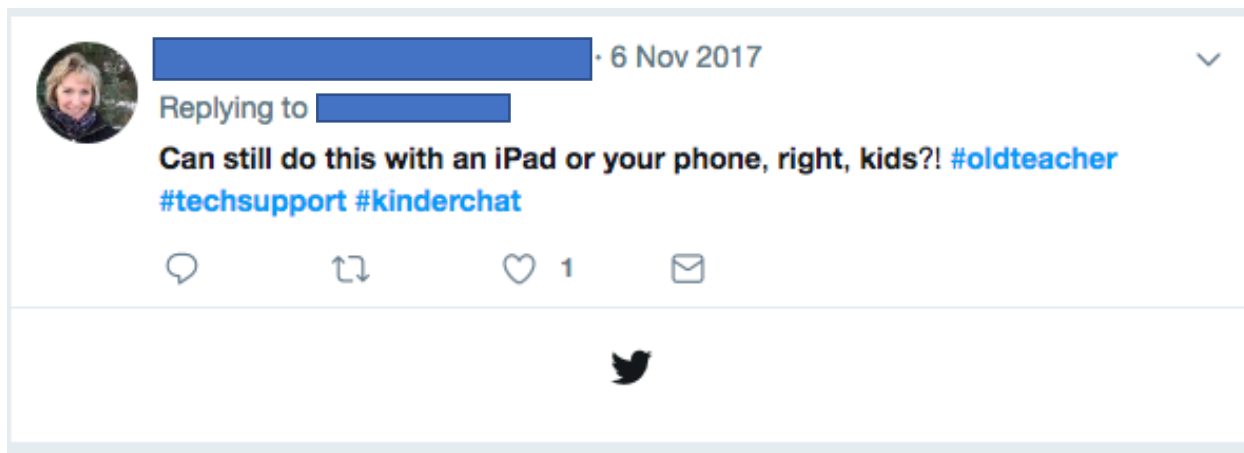 · 6 Nov 2017
Replying to
Can still do this with an iPad or your phone, right, kids?! #oldteacher
#techsupport #kinderchat
1